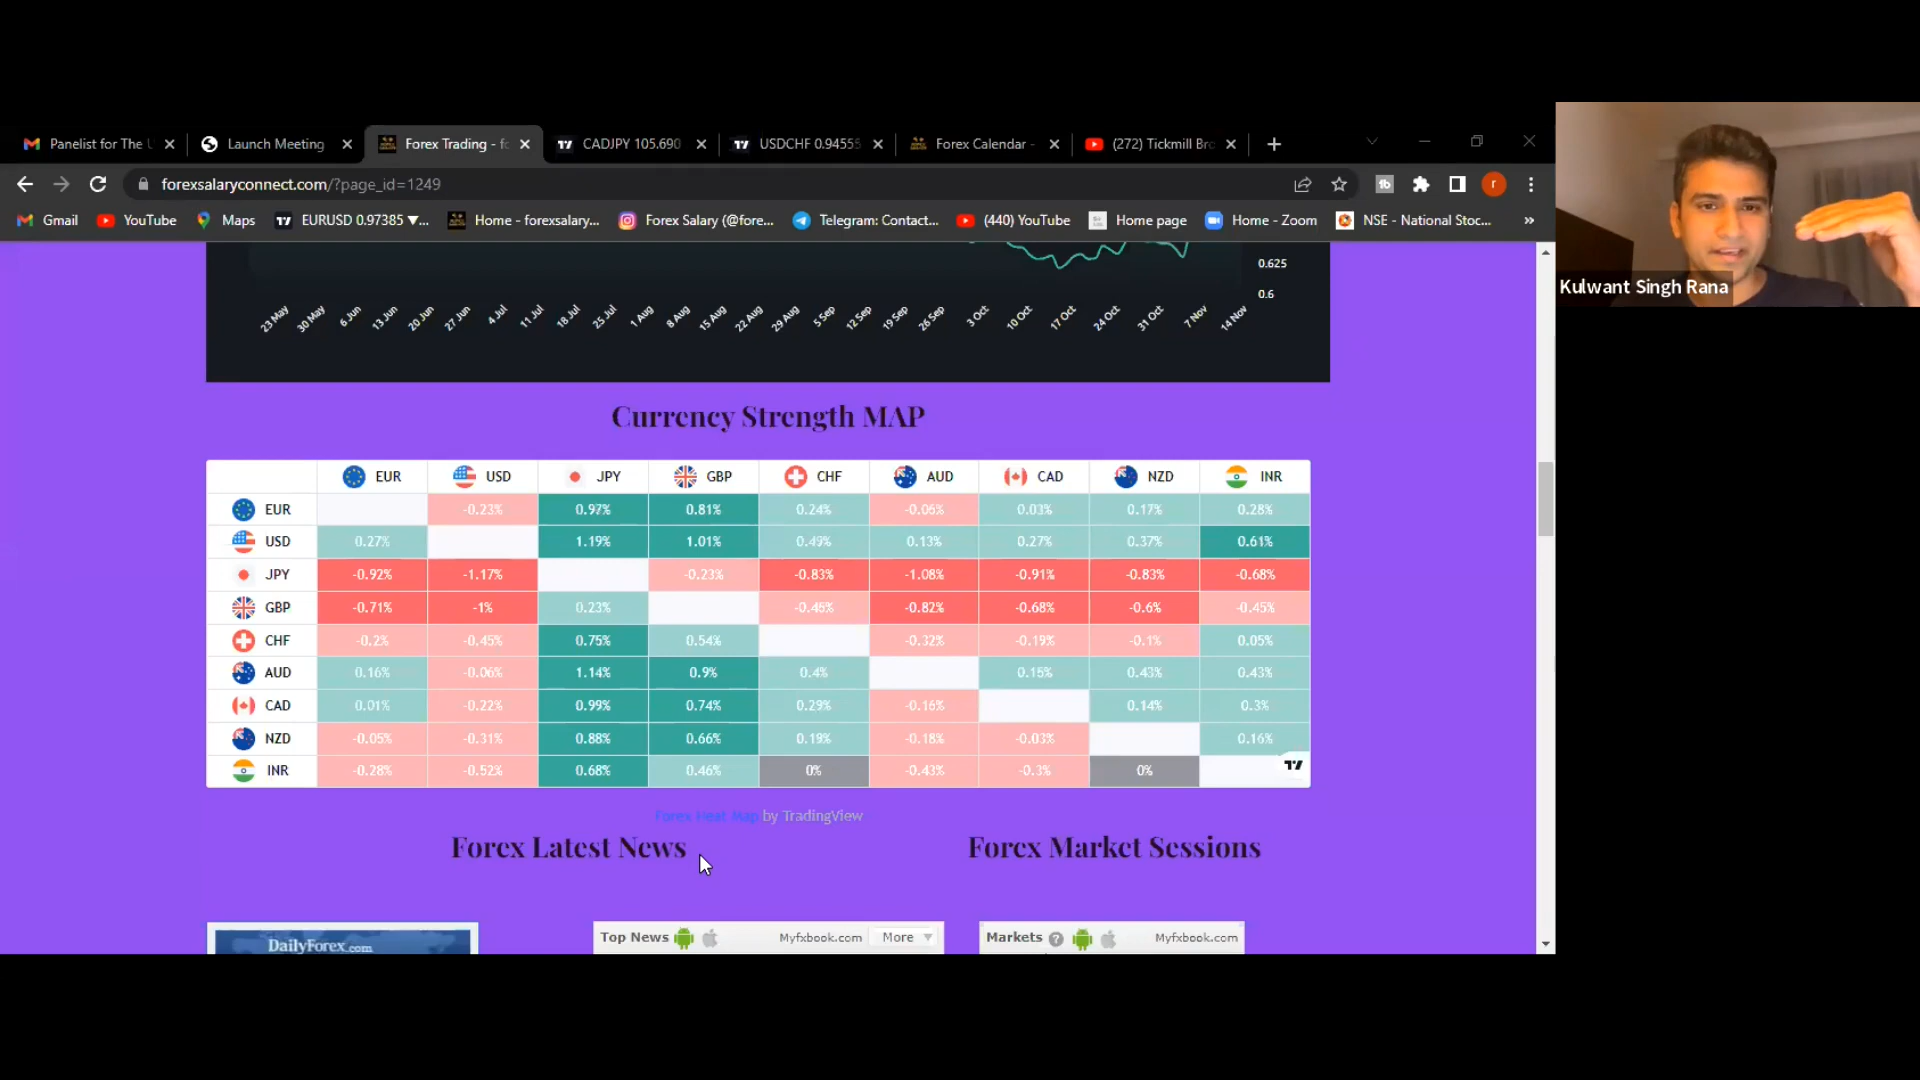 Panelist for The
Launch Meeting
Forex Trading - fo
CADJPY 105.690
USDCHF 0.94555
Forex Calendar -
(272) Tickmill Bro
forexsalaryconnect.com/?page_id=1249
Gmail
YouTube
Maps
EURUSD 0.97385 ▼...
Home - forexsalary...
Forex Salary (@fore...
Telegram: Contact...
(440) YouTube
Home page
Home - Zoom
NSE - National Stoc...
Kulwant Singh Rana
0.625
0.6
23 May 30 May 6 Jun 13 Jun 20 Jun 27 Jun 4 Jul 11 Jul 18 Jul 25 Jul 1 Aug 8 Aug 15 Aug 22 Aug 29 Aug 5 Sep 12 Sep 19 Sep 26 Sep 3 Oct 10 Oct 17 Oct 24 Oct 31 Oct 7 Nov 14 Nov
Currency Strength MAP
EUR USD JPY GBP CHF AUD CAD NZD INR
EUR -0.23% 0.97% 0.81% 0.24% -0.06% 0.03% 0.17% 0.28%
USD 0.27% 1.19% 1.01% 0.49% 0.13% 0.27% 0.37% 0.61%
JPY -0.92% -1.17% -0.23% -0.83% -1.08% -0.91% -0.83% -0.68%
GBP -0.71% -1% 0.23% -0.46% -0.82% -0.68% -0.6% -0.45%
CHF -0.2% -0.45% 0.75% 0.54% -0.32% -0.19% -0.1% 0.05%
AUD 0.16% -0.06% 1.14% 0.9% 0.4% 0.15% 0.43% 0.43%
CAD 0.01% -0.22% 0.99% 0.74% 0.29% -0.16% 0.14% 0.3%
NZD -0.05% -0.31% 0.88% 0.66% 0.19% -0.18% -0.03% 0.16%
INR -0.28% -0.52% 0.68% 0.46% 0% -0.43% -0.3% 0%
Forex Heat Map by TradingView
Forex Latest News
Forex Market Sessions
DailyForex.com
Top News
Myfxbook.com
More
Markets
Myfxbook.com